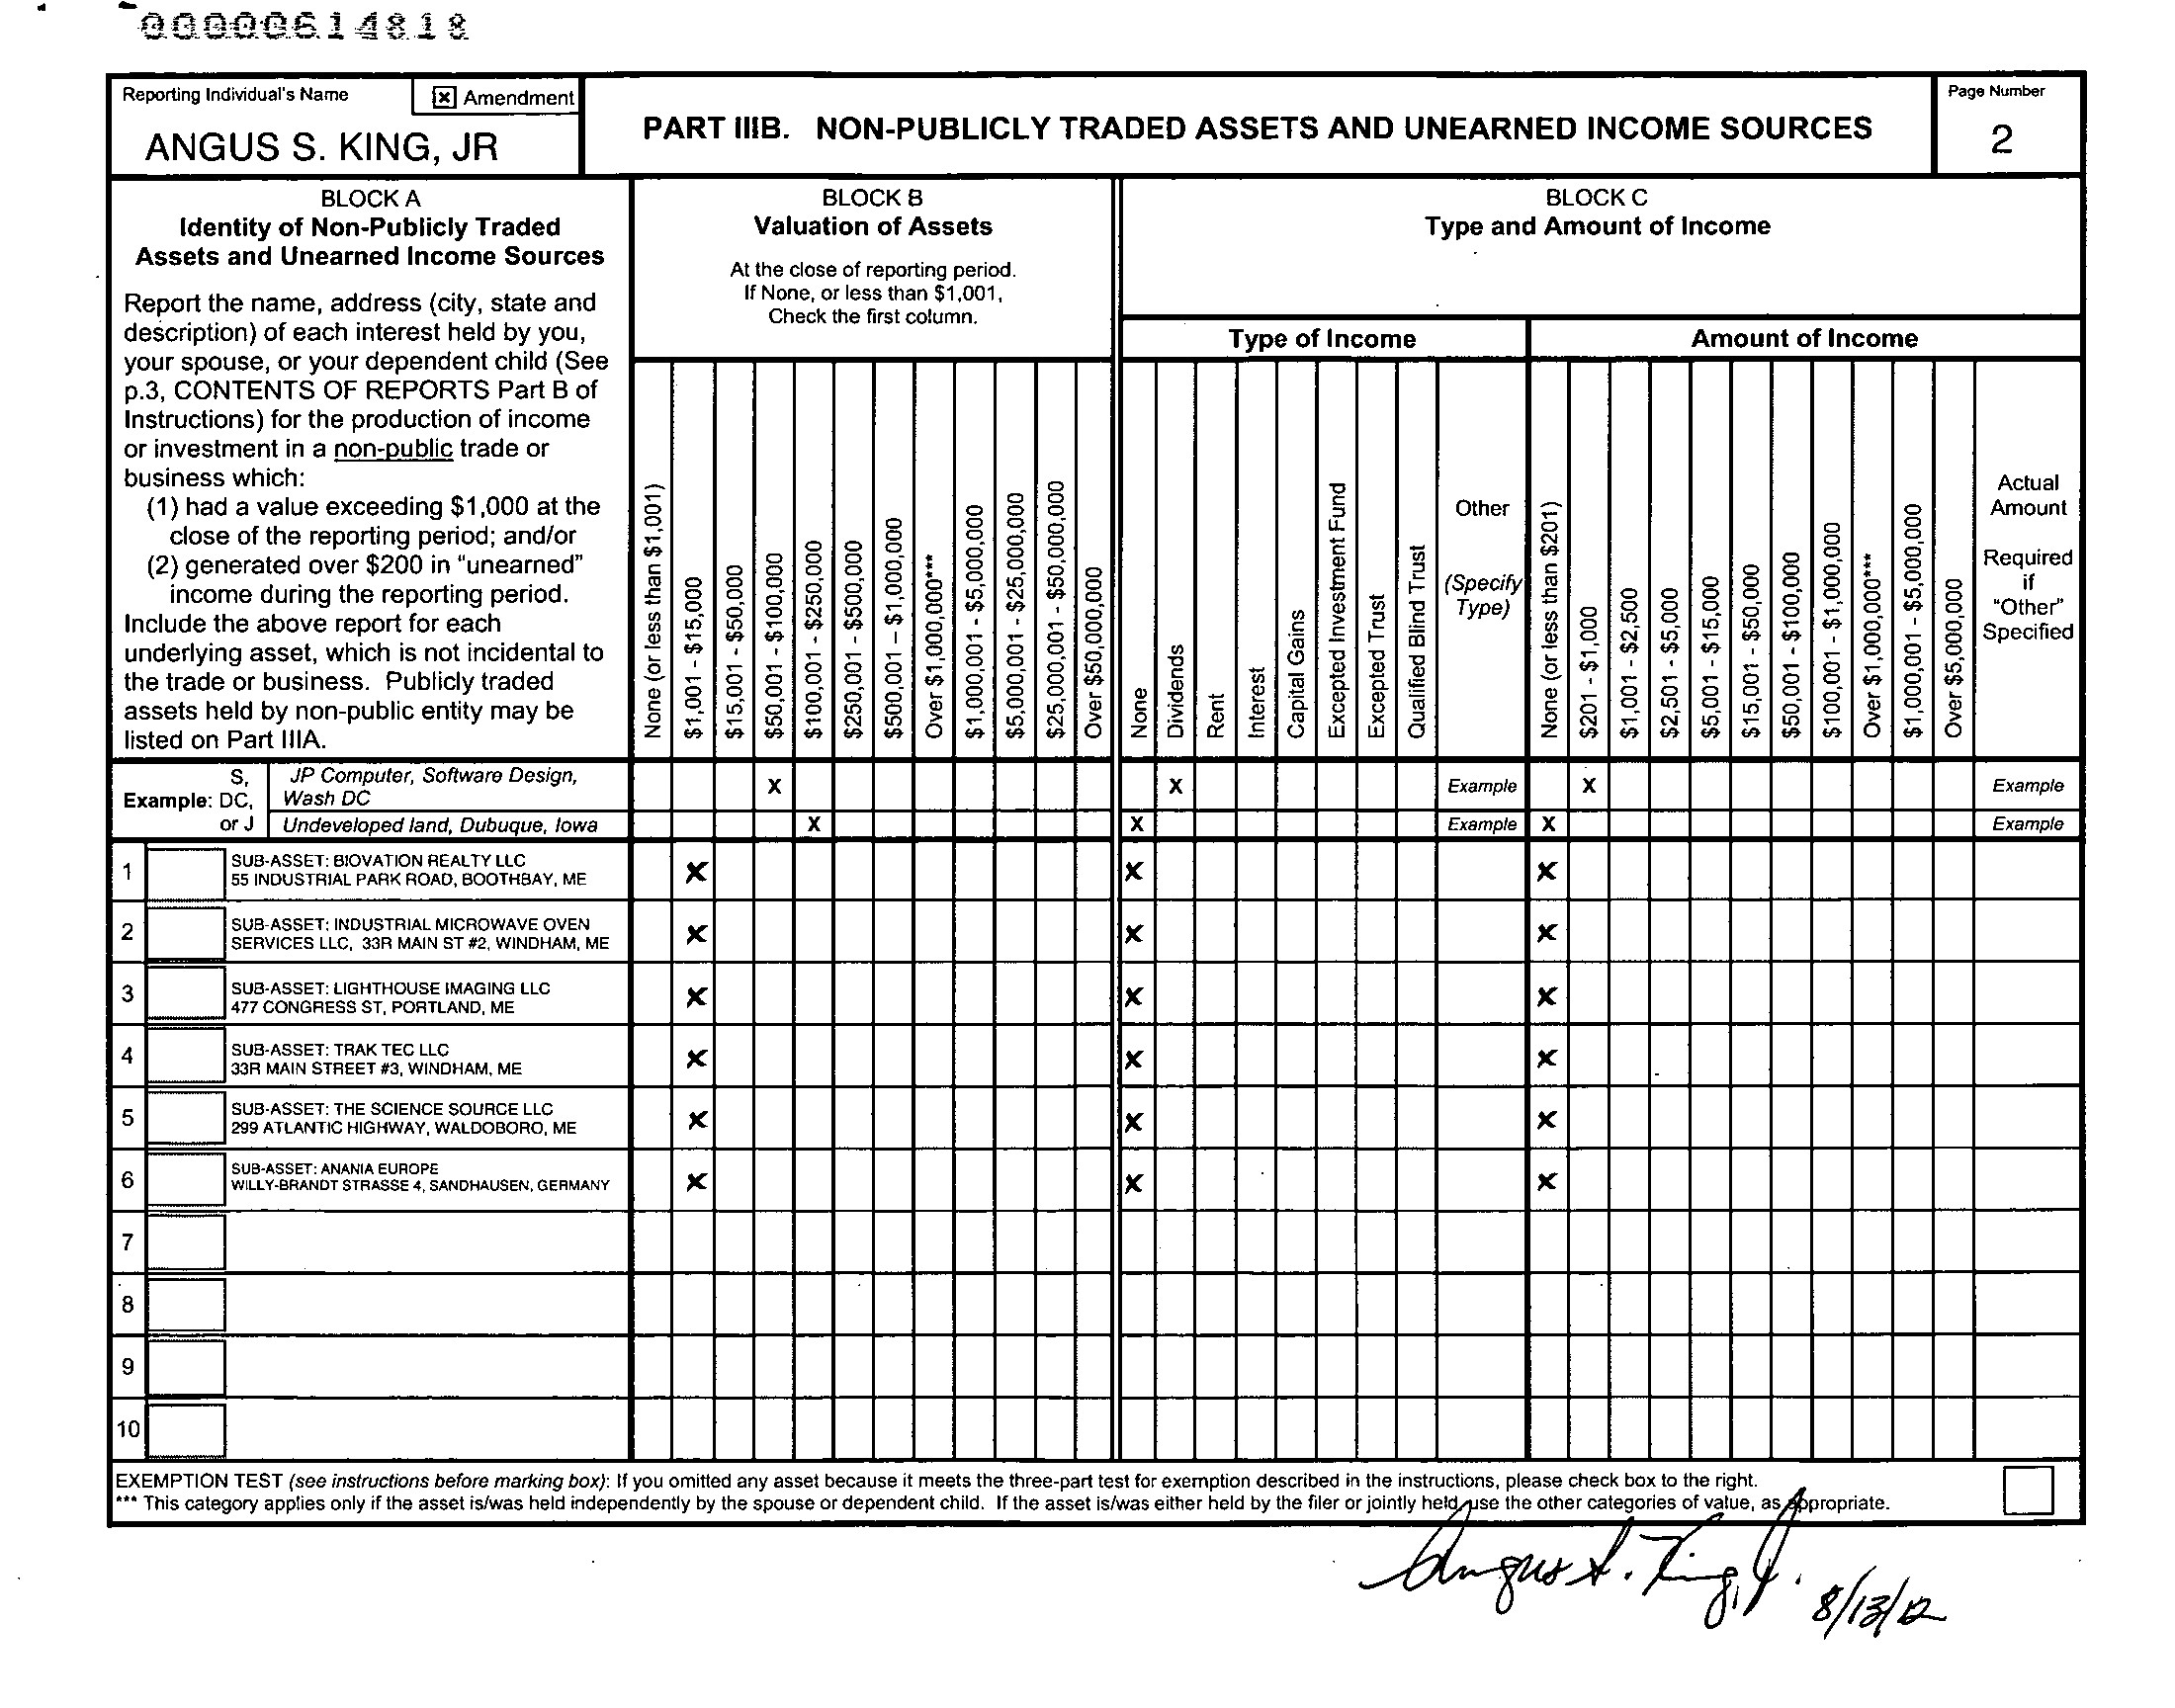 00000614818
Reporting Individual's Name
x Amendment
ANGUS S. KING, JR
PART IIIB. NON-PUBLICLY TRADED ASSETS AND UNEARNED INCOME SOURCES
Page Number
2
BLOCK A
Identity of Non-Publicly Traded
Assets and Unearned Income Sources
Report the name, address (city, state and
description) of each interest held by you,
your spouse, or your dependent child (See
p.3, CONTENTS OF REPORTS Part B of
Instructions) for the production of income
or investment in a non-public trade or
business which:
(1) had a value exceeding $1,000 at the
close of the reporting period; and/or
(2) generated over $200 in "unearned"
income during the reporting period.
Include the above report for each
underlying asset, which is not incidental to
the trade or business. Publicly traded
assets held by non-public entity may be
listed on Part IIIA.
BLOCK B
Valuation of Assets
At the close of reporting period.
If None, or less than $1,001,
Check the first column.
None (or less than $1,001)
$1,001 - $15,000
$15,001 - $50,000
$50,001 - $100,000
$100,001 - $250,000
$250,001 - $500,000
$500,001 – $1,000,000
Over $1,000,000***
$1,000,001 - $5,000,000
$5,000,001 - $25,000,000
$25,000,001 - $50,000,000
Over $50,000,000
BLOCK C
Type and Amount of Income
Type of Income
None
Dividends
Rent
Interest
Capital Gains
Excepted Investment Fund
Excepted Trust
Qualified Blind Trust
Other
(Specify
Type)
Amount of Income
None (or less than $201)
$201 - $1,000
$1,001 - $2,500
$2,501 - $5,000
$5,001 - $15,000
$15,001 - $50,000
$50,001 - $100,000
$100,001 - $1,000,000
Over $1,000,000***
$1,000,001 - $5,000,000
Over $5,000,000
Actual
Amount
Required
if
"Other"
Specified
Example: S, DC, or J
JP Computer, Software Design,
Wash DC
X X Example X Example
Undeveloped land, Dubuque, Iowa X X Example X Example
1 SUB-ASSET: BIOVATION REALTY LLC
55 INDUSTRIAL PARK ROAD, BOOTHBAY, ME
x x x
2 SUB-ASSET: INDUSTRIAL MICROWAVE OVEN
SERVICES LLC, 33R MAIN ST #2, WINDHAM, ME
x x x
3 SUB-ASSET: LIGHTHOUSE IMAGING LLC
477 CONGRESS ST, PORTLAND, ME
x x x
4 SUB-ASSET: TRAK TEC LLC
33R MAIN STREET #3, WINDHAM, ME
x x x
5 SUB-ASSET: THE SCIENCE SOURCE LLC
299 ATLANTIC HIGHWAY, WALDOBORO, ME
x x x
6 SUB-ASSET: ANANIA EUROPE
WILLY-BRANDT STRASSE 4, SANDHAUSEN, GERMANY
x x x
7
8
9
10
EXEMPTION TEST (see instructions before marking box): If you omitted any asset because it meets the three-part test for exemption described in the instructions, please check box to the right.
*** This category applies only if the asset is/was held independently by the spouse or dependent child. If the asset is/was either held by the filer or jointly held, use the other categories of value, as appropriate.
Angus S. King, Jr. 8/13/12